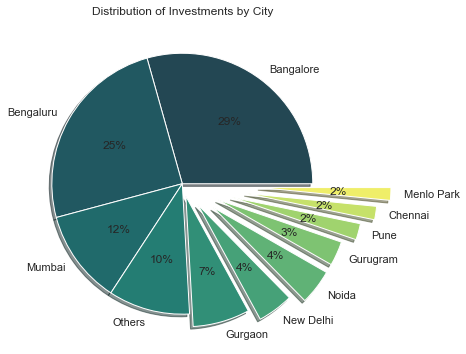 Distribution of Investments by City
Bangalore
29%
Bengaluru
25%
Mumbai
12%
Others
10%
Gurgaon
7%
New Delhi
4%
Noida
4%
Gurugram
3%
Pune
2%
Chennai
2%
Menlo Park
2%